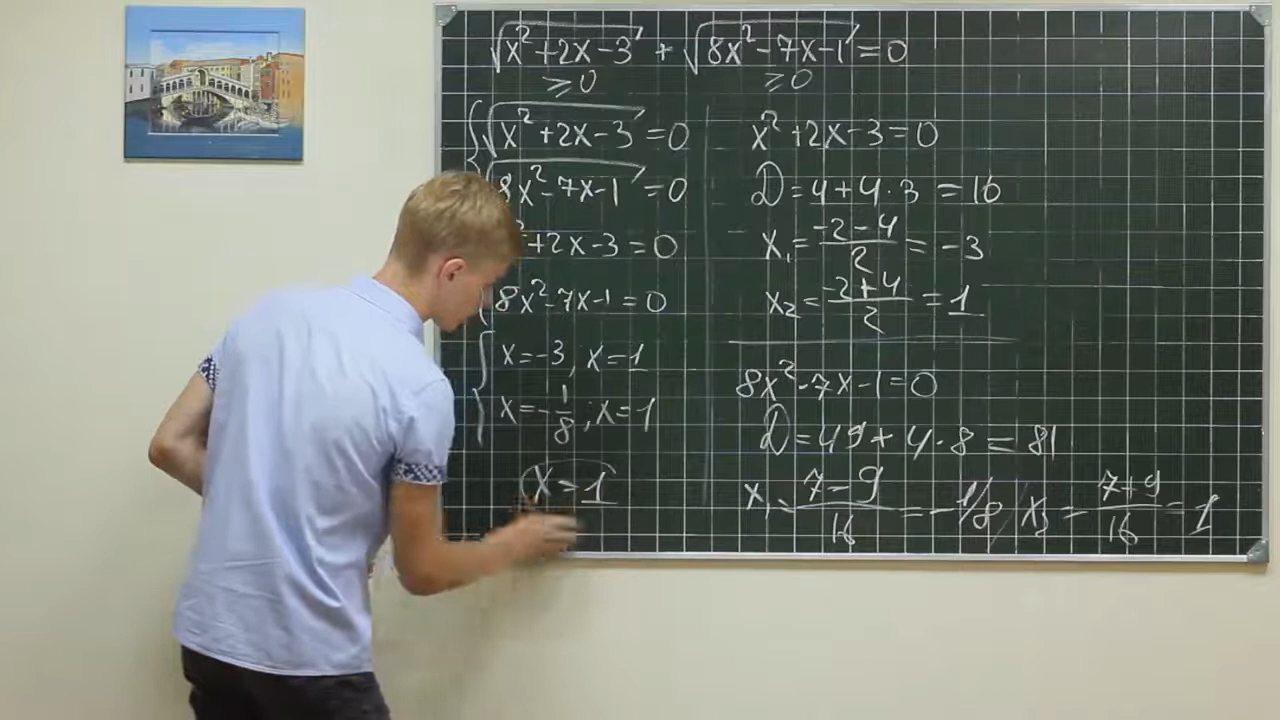 √(x²+2x-3) + √(8x²-7x-1) = 0
≥0 ≥0
{ √(x²+2x-3) = 0
8x²-7x-1 = 0
+2x-3=0
8x²-7x-1=0
{ x=-3, x=1
{ x=-1/8; x=1
x=1
x²+2x-3=0
D=4+4·3=16
x₁=(-2-4)/2=-3
x₂=(-2+4)/2=1
8x²-7x-1=0
D=49+4·8=81
x₁=(7-9)/16=-1/8 / x₂=(7+9)/16=1